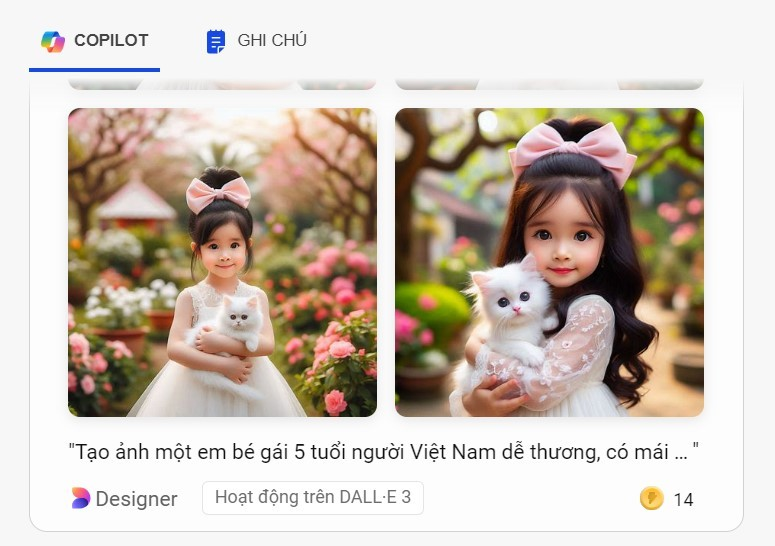 COPILOT
GHI CHÚ
"Tạo ảnh một em bé gái 5 tuổi người Việt Nam dễ thương, có mái ... "
Designer
Hoạt động trên DALL·E 3
14